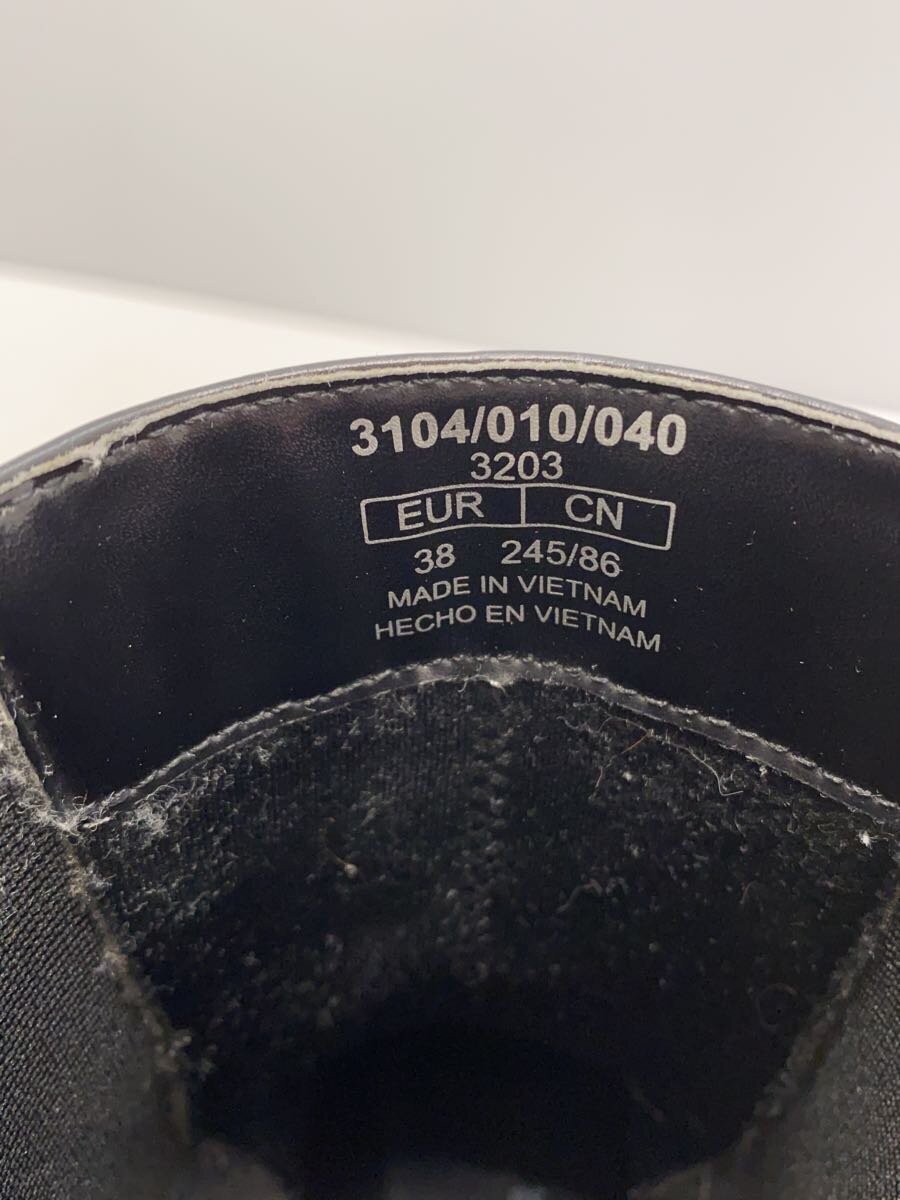 3104/010/040
3203
EUR CN
38 245/86
MADE IN VIETNAM
HECHO EN VIETNAM